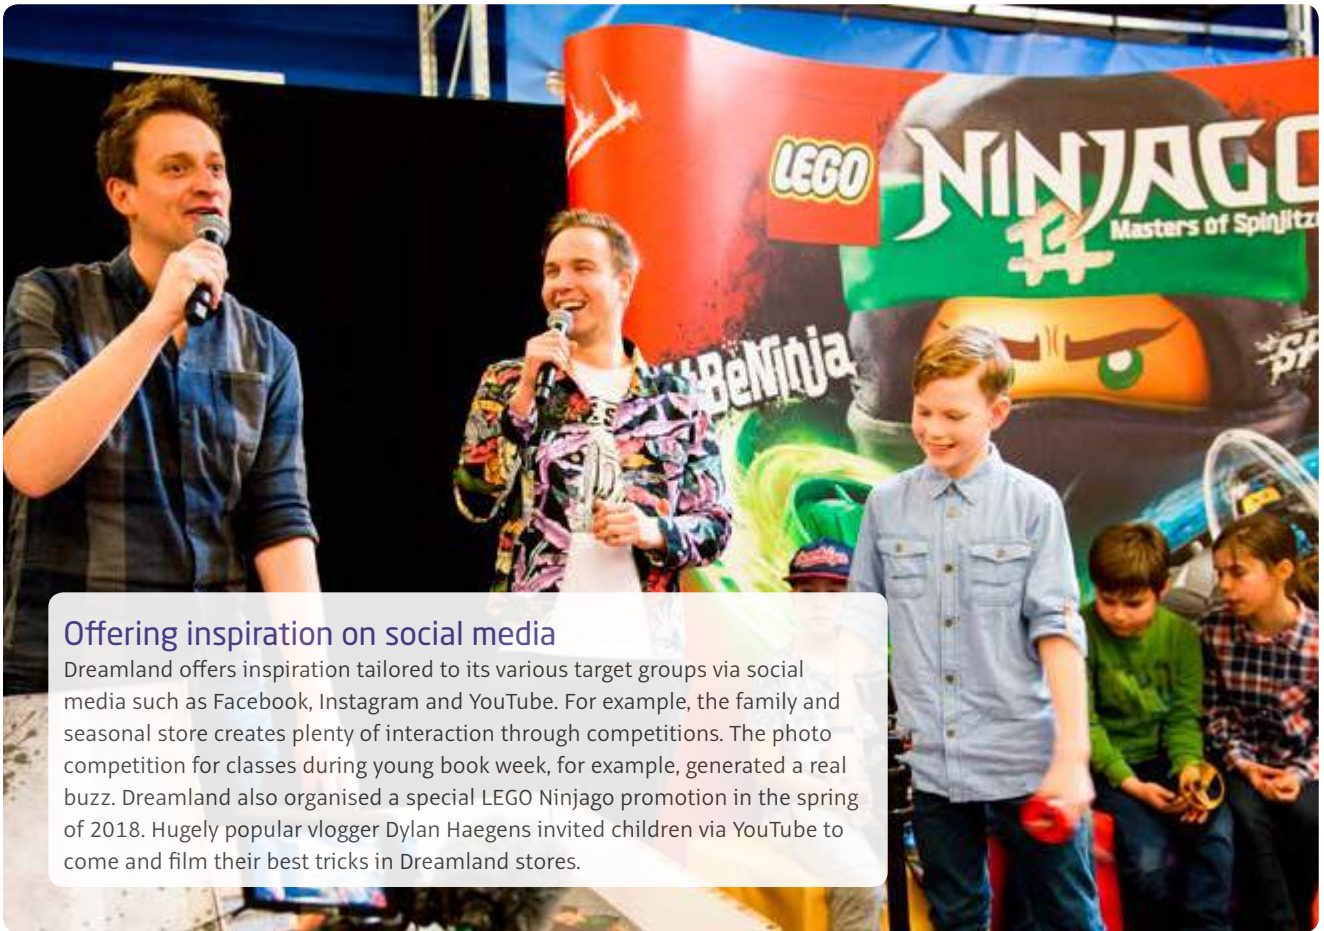 LEGO
NINJAGO
Masters of Spinjitz
#BeNinja
Offering inspiration on social media
Dreamland offers inspiration tailored to its various target groups via social
media such as Facebook, Instagram and YouTube. For example, the family and
seasonal store creates plenty of interaction through competitions. The photo
competition for classes during young book week, for example, generated a real
buzz. Dreamland also organised a special LEGO Ninjago promotion in the spring
of 2018. Hugely popular vlogger Dylan Haegens invited children via YouTube to
come and film their best tricks in Dreamland stores.